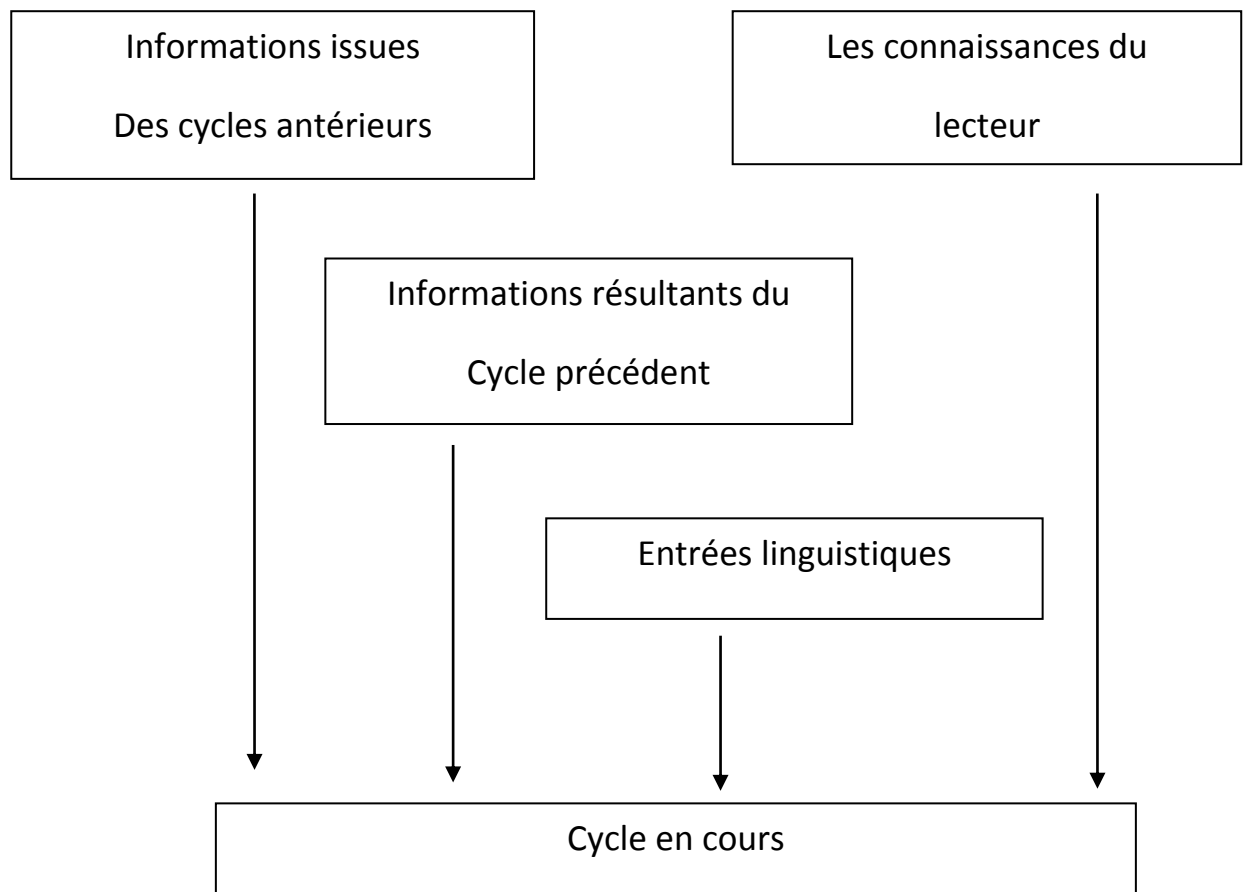 Informations issues
Des cycles antérieurs
Les connaissances du
lecteur
Informations résultants du
Cycle précédent
Entrées linguistiques
Cycle en cours